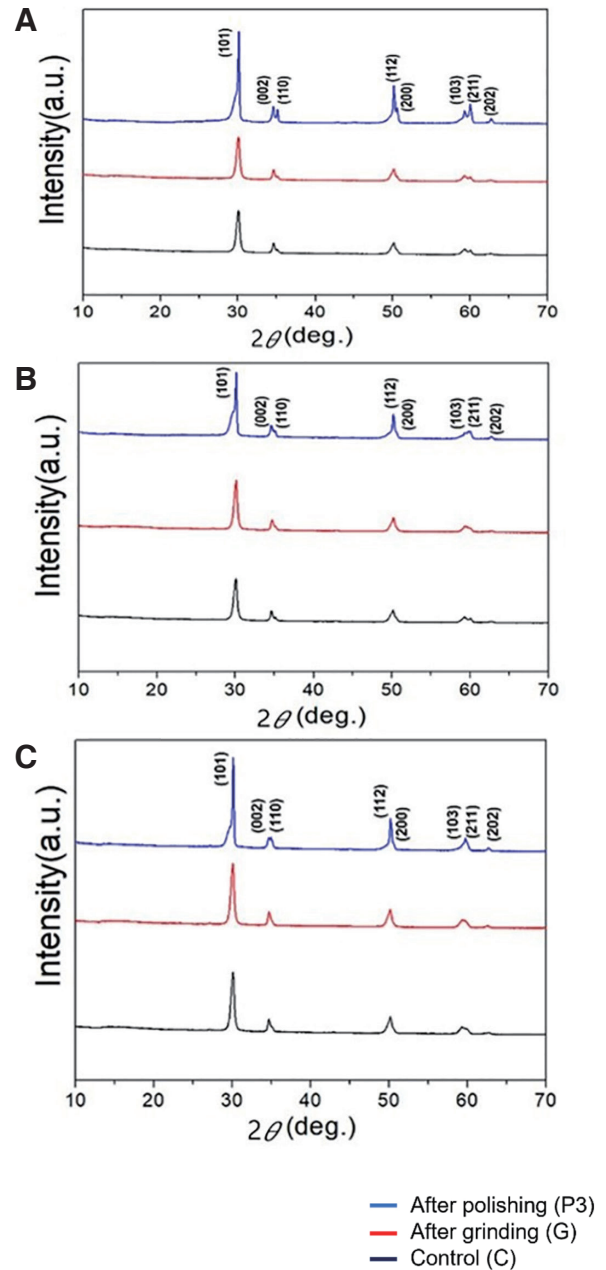 A
Intensity(a.u.)
(101)
(002)
(110)
(112)
(200)
(103)
(211)
(202)
10 20 30 40 50 60 70
2θ(deg.)
B
Intensity(a.u.)
(101)
(002)
(110)
(112)
(200)
(103)
(211)
(202)
10 20 30 40 50 60 70
2θ(deg.)
C
Intensity(a.u.)
(101)
(002)
(110)
(112)
(200)
(103)
(211)
(202)
10 20 30 40 50 60 70
2θ(deg.)
After polishing (P3)
After grinding (G)
Control (C)